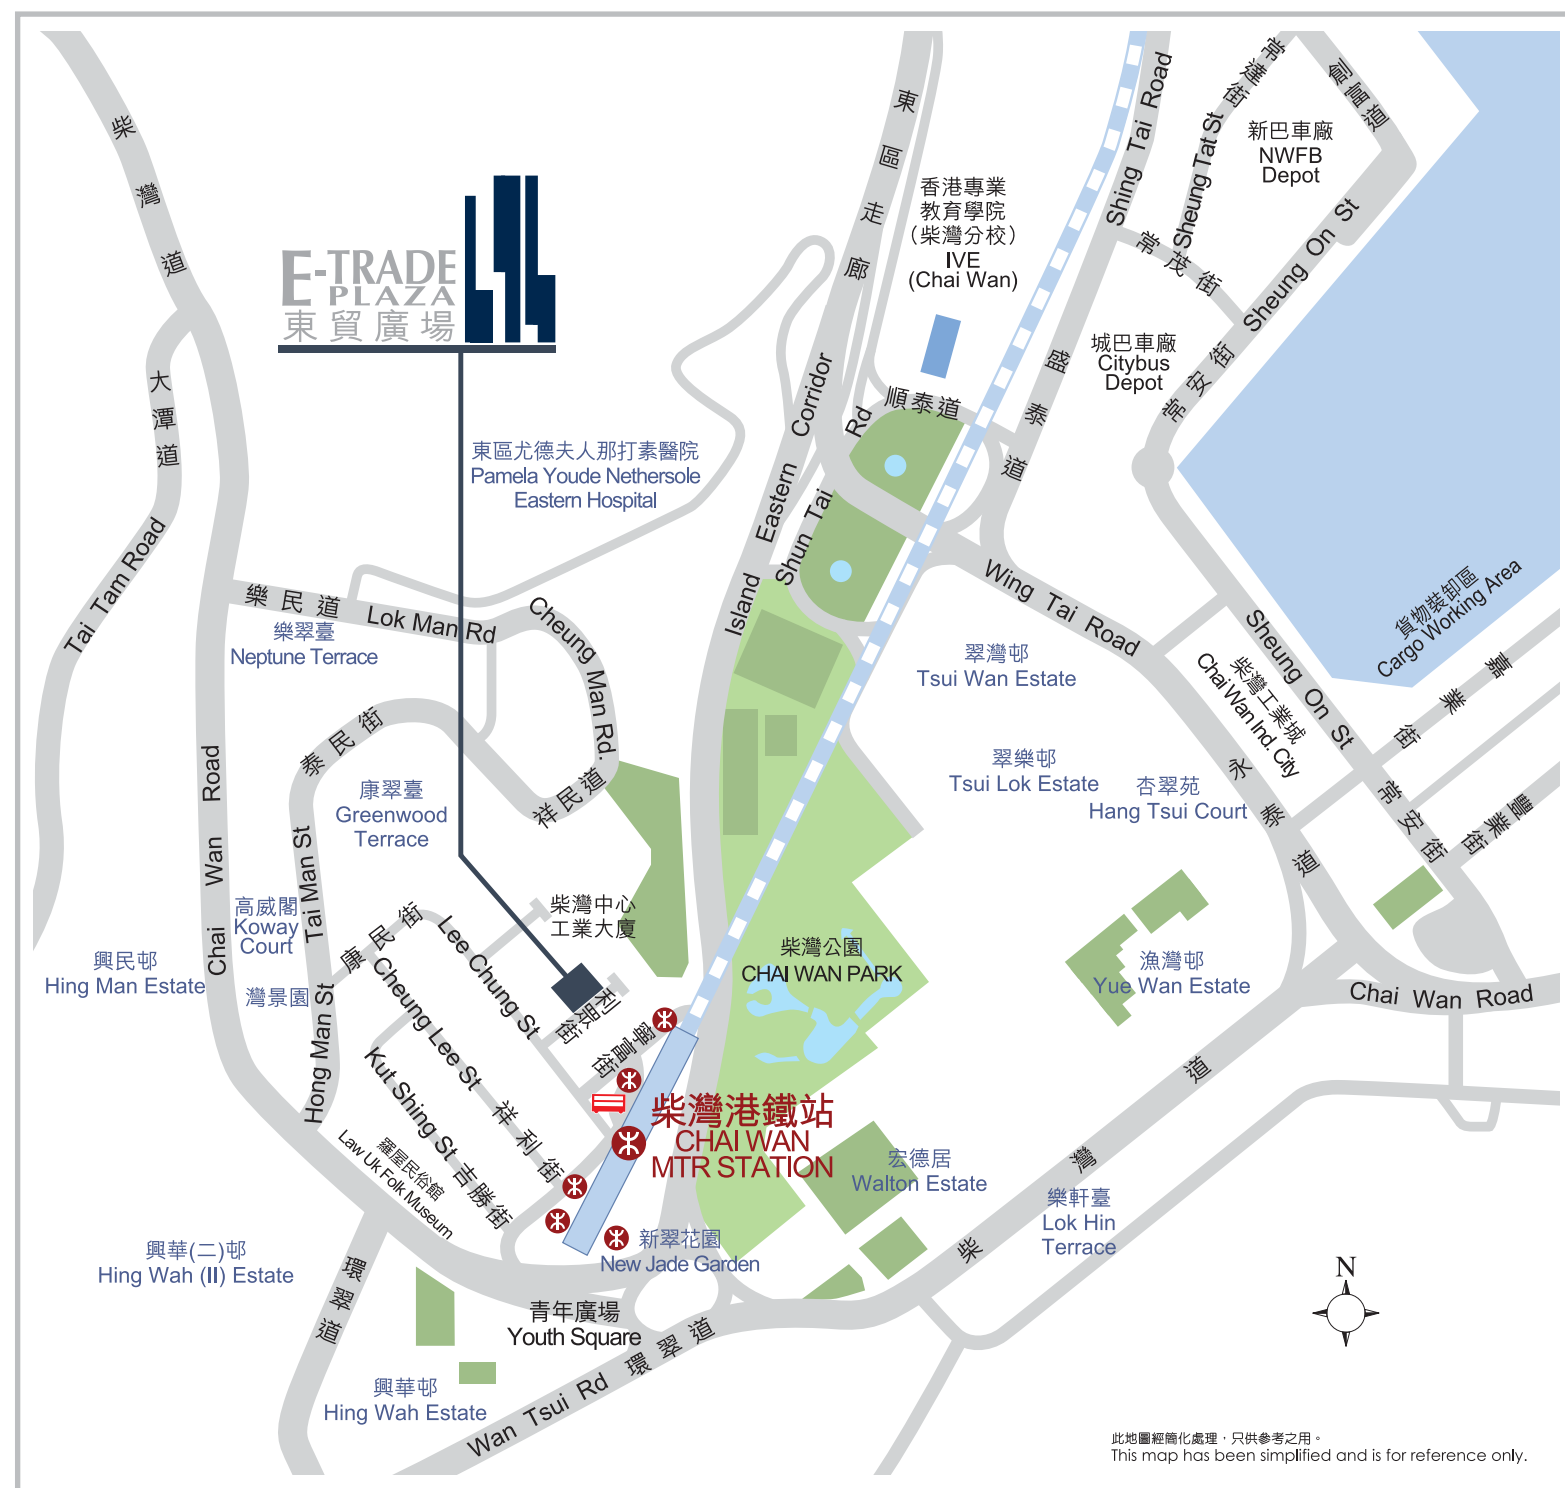 柴灣道
東區走廊
Shing Tai Road
常達街
Sheung Tat St
創富道
新巴車廠
NWFB
Depot
香港專業
教育學院
（柴灣分校）
IVE
(Chai Wan)
常茂街
Sheung On St
常安街
E-TRADE
PLAZA
東貿廣場
城巴車廠
Citybus
Depot
盛泰道
大潭道
Tai Tam Road
順泰道
Shun Tai Rd
Island Eastern Corridor
東區尤德夫人那打素醫院
Pamela Youde Nethersole
Eastern Hospital
Wing Tai Road
貨物裝卸區
Cargo Working Area
樂民道 Lok Man Rd
樂翠臺
Neptune Terrace
Cheung Man Rd.
祥民道
翠灣邨
Tsui Wan Estate
柴灣工業城
Chai Wan Ind. City
Sheung On St
常安街
嘉業街
豐業街
泰民街
Tai Man St
Chai Wan Road
康翠臺
Greenwood
Terrace
翠樂邨
Tsui Lok Estate
杏翠苑
Hang Tsui Court
永泰道
高威閣
Koway
Court
康民街
Lee Chung St
柴灣中心
工業大廈
柴灣公園
CHAI WAN PARK
漁灣邨
Yue Wan Estate
興民邨
Hing Man Estate
灣景園
Hong Man St
Cheung Lee St
祥利街
利眾街
寧富街
Chai Wan Road
Kut Shing St 吉勝街
羅屋民俗館
Law Uk Folk Museum
柴灣港鐵站
CHAI WAN
MTR STATION
宏德居
Walton Estate
柴灣道
樂軒臺
Lok Hin
Terrace
興華(二)邨
Hing Wah (II) Estate
環翠道
新翠花園
New Jade Garden
青年廣場
Youth Square
興華邨
Hing Wah Estate
Wan Tsui Rd 環翠道
N
此地圖經簡化處理，只供參考之用。
This map has been simplified and is for reference only.